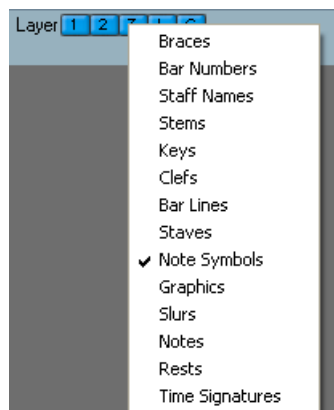 Layer 1 2 3
Braces
Bar Numbers
Staff Names
Stems
Keys
Clefs
Bar Lines
Staves
✔ Note Symbols
Graphics
Slurs
Notes
Rests
Time Signatures